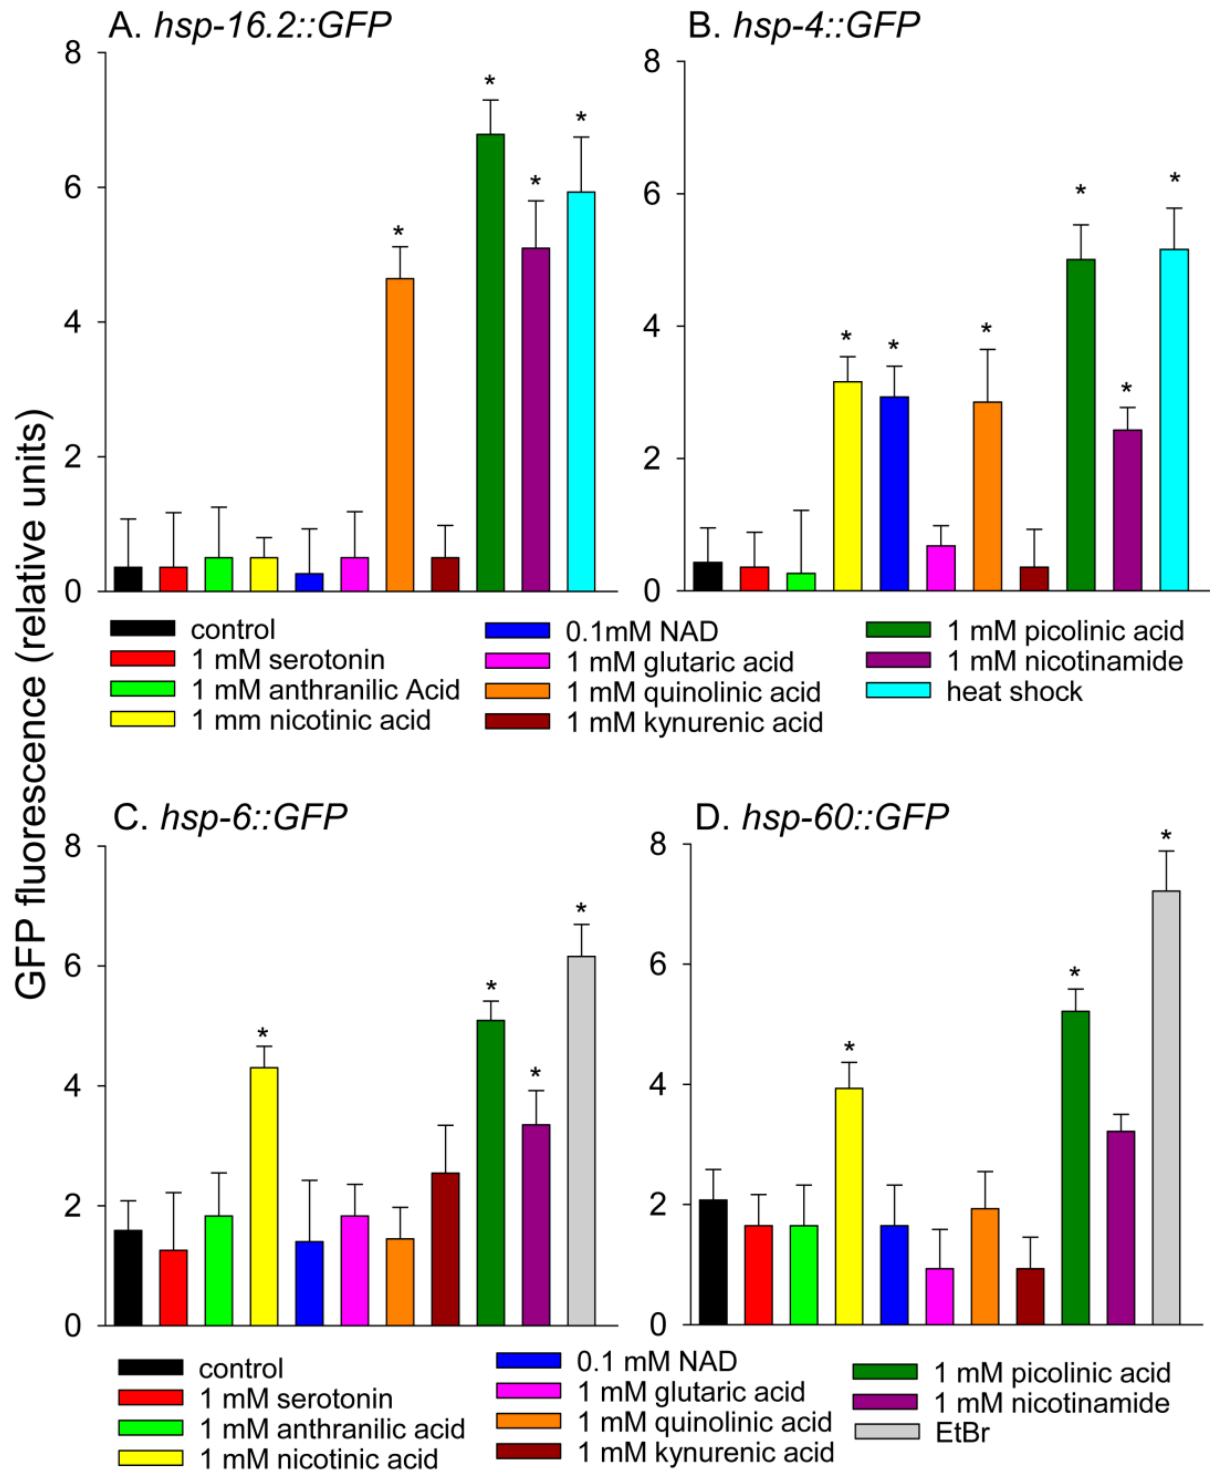 A. hsp-16.2::GFP
B. hsp-4::GFP
GFP fluorescence (relative units)
8
6
4
2
0
* * * *
8
6
4
2
0
* * * * * *
control
1 mM serotonin
1 mM anthranilic Acid
1 mm nicotinic acid
0.1mM NAD
1 mM glutaric acid
1 mM quinolinic acid
1 mM kynurenic acid
1 mM picolinic acid
1 mM nicotinamide
heat shock
C. hsp-6::GFP
D. hsp-60::GFP
8
6
4
2
0
* * * *
8
6
4
2
0
* * *
control
1 mM serotonin
1 mM anthranilic acid
1 mM nicotinic acid
0.1 mM NAD
1 mM glutaric acid
1 mM quinolinic acid
1 mM kynurenic acid
1 mM picolinic acid
1 mM nicotinamide
EtBr